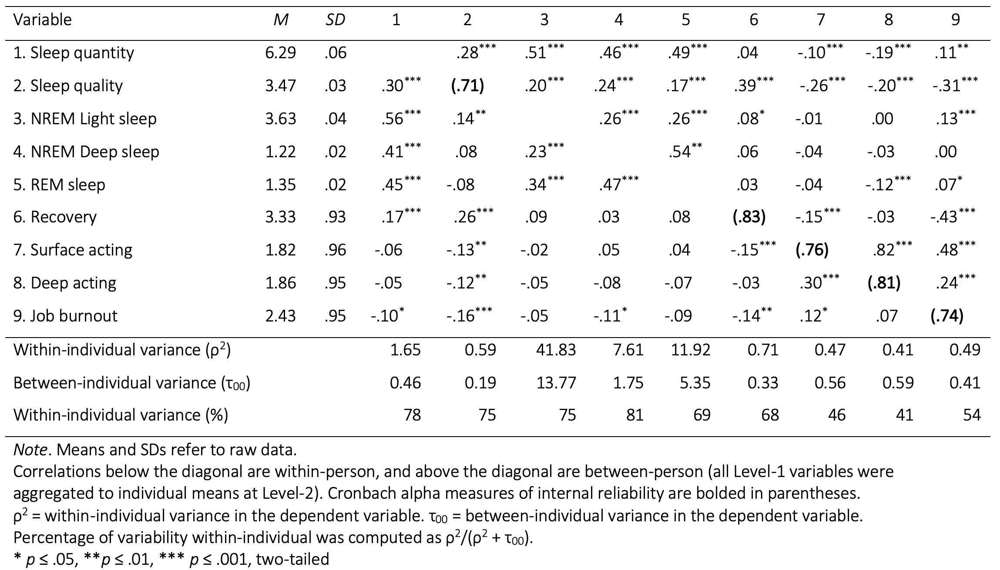 Variable M SD 1 2 3 4 5 6 7 8 9
1. Sleep quantity 6.29 .06 .28*** .51*** .46*** .49*** .04 -.10*** -.19*** .11**
2. Sleep quality 3.47 .03 .30*** (.71) .20*** .24*** .17*** .39*** -.26*** -.20*** -.31***
3. NREM Light sleep 3.63 .04 .56*** .14** .26*** .26*** .08* -.01 .00 .13***
4. NREM Deep sleep 1.22 .02 .41*** .08 .23*** .54** .06 -.04 -.03 .00
5. REM sleep 1.35 .02 .45*** -.08 .34*** .47*** .03 -.04 -.12*** .07*
6. Recovery 3.33 .93 .17*** .26*** .09 .03 .08 (.83) -.15*** -.03 -.43***
7. Surface acting 1.82 .96 -.06 -.13** -.02 .05 .04 -.15*** (.76) .82*** .48***
8. Deep acting 1.86 .95 -.05 -.12** -.05 -.08 -.07 -.03 .30*** (.81) .24***
9. Job burnout 2.43 .95 -.10* -.16*** -.05 -.11* -.09 -.14** .12* .07 (.74)
Within-individual variance (ρ²) 1.65 0.59 41.83 7.61 11.92 0.71 0.47 0.41 0.49
Between-individual variance (τ₀₀) 0.46 0.19 13.77 1.75 5.35 0.33 0.56 0.59 0.41
Within-individual variance (%) 78 75 75 81 69 68 46 41 54
Note. Means and SDs refer to raw data.
Correlations below the diagonal are within-person, and above the diagonal are between-person (all Level-1 variables were
aggregated to individual means at Level-2). Cronbach alpha measures of internal reliability are bolded in parentheses.
ρ² = within-individual variance in the dependent variable. τ₀₀ = between-individual variance in the dependent variable.
Percentage of variability within-individual was computed as ρ²/(ρ² + τ₀₀).
* p ≤ .05, **p ≤ .01, *** p ≤ .001, two-tailed